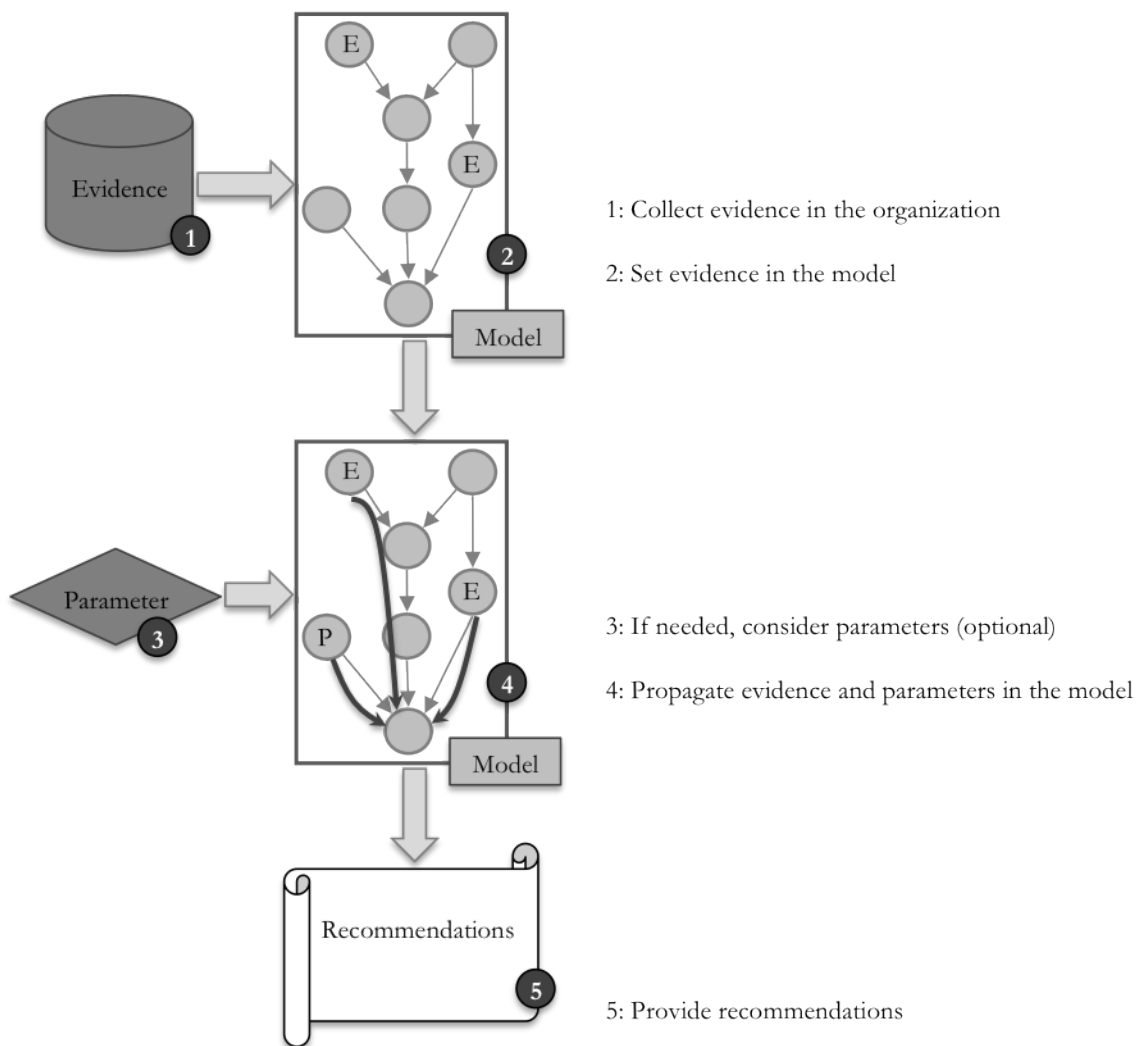 E
Evidence
E
1
1: Collect evidence in the organization
2
2: Set evidence in the model
Model
E
E
Parameter
3
P
3: If needed, consider parameters (optional)
4
4: Propagate evidence and parameters in the model
Model
Recommendations
5
5: Provide recommendations